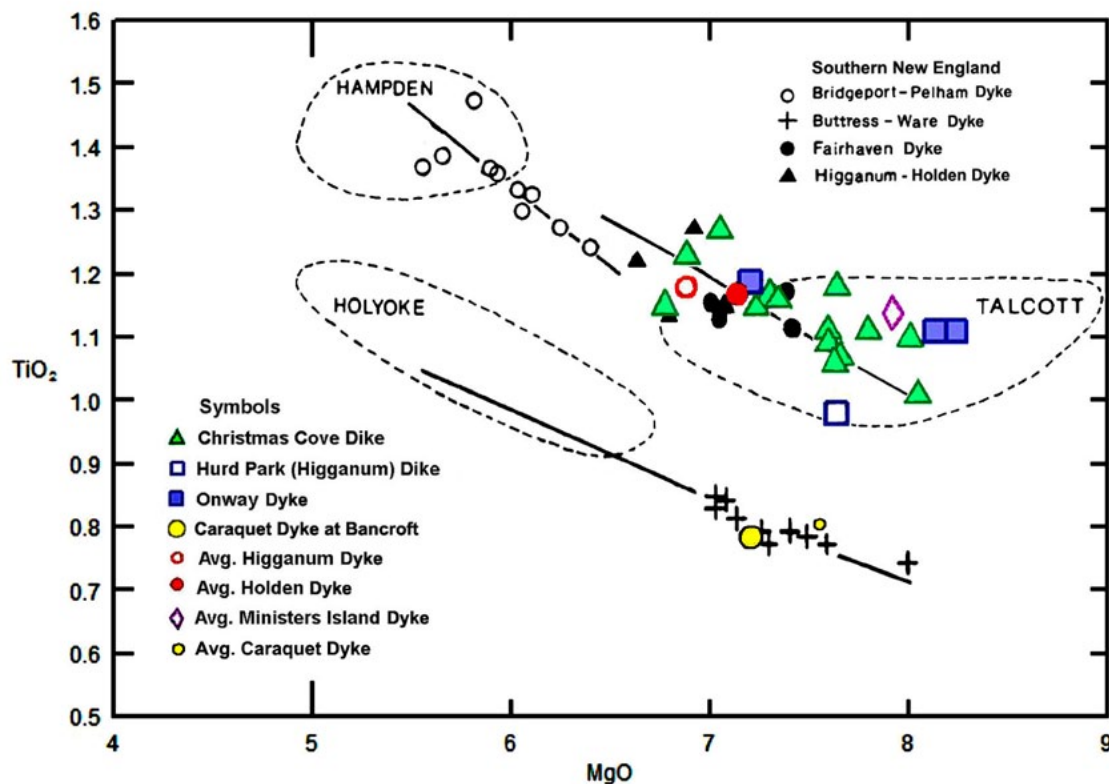 1.6
1.5
1.4
1.3
1.2
1.1
1.0
0.9
0.8
0.7
0.6
0.5
TiO₂
HAMPDEN
HOLYOKE
TALCOTT
Southern New England
Bridgeport-Pelham Dyke
Buttress-Ware Dyke
Fairhaven Dyke
Higganum-Holden Dyke
Symbols
Christmas Cove Dike
Hurd Park (Higganum) Dike
Onway Dyke
Caraquet Dyke at Bancroft
Avg. Higganum Dyke
Avg. Holden Dyke
Avg. Ministers Island Dyke
Avg. Caraquet Dyke
4 5 6 7 8 9
MgO